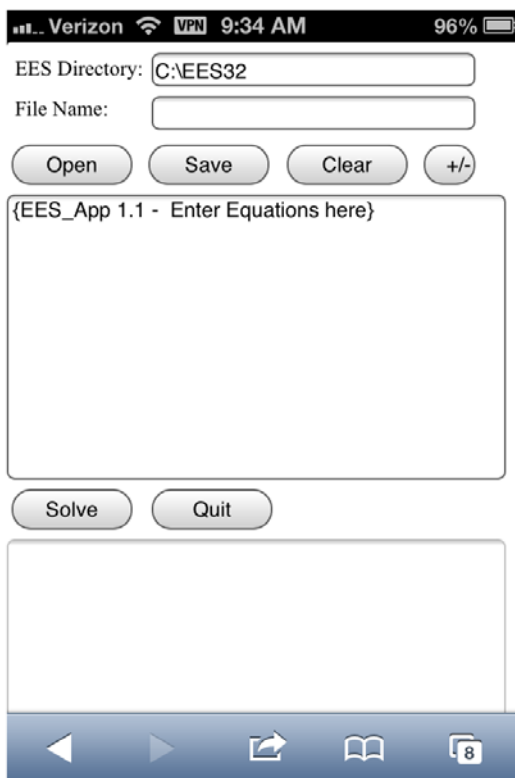 Verizon VPN 9:34 AM 96%
EES Directory: C:\EES32
File Name:
Open Save Clear +/-
{EES_App 1.1 - Enter Equations here}
Solve Quit
8